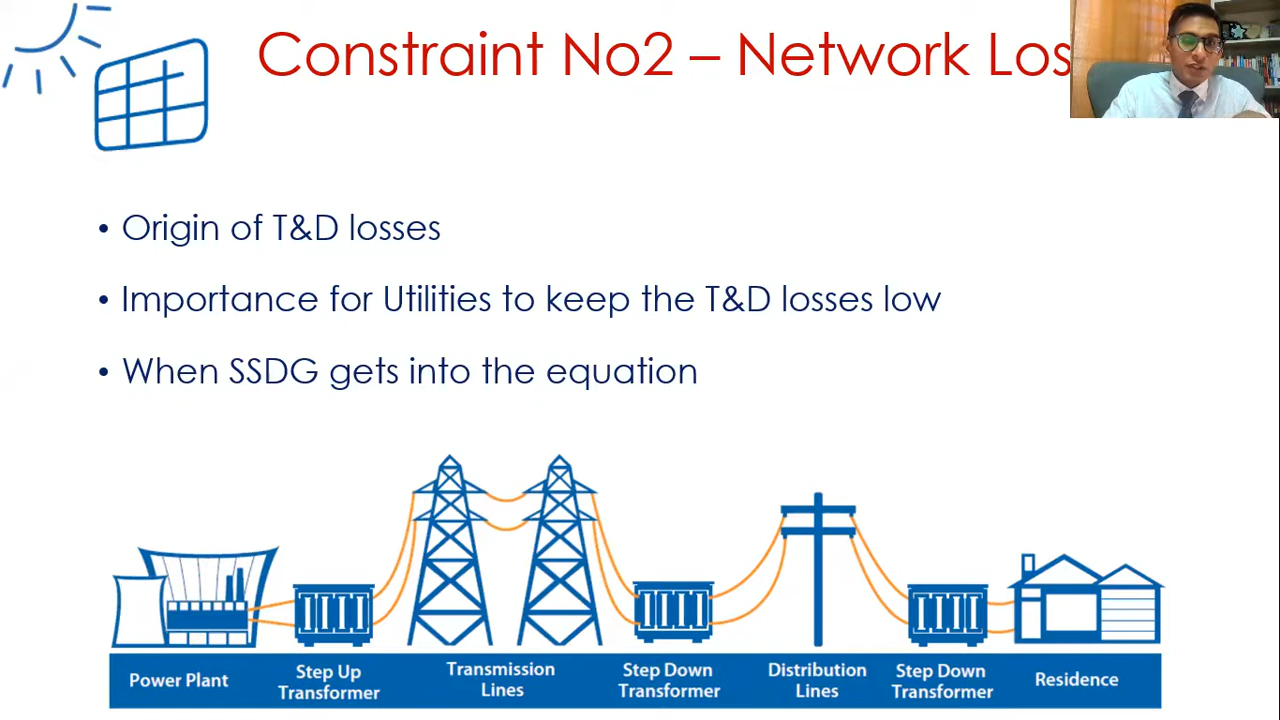 Constraint No2 – Network Los
• Origin of T&D losses
• Importance for Utilities to keep the T&D losses low
• When SSDG gets into the equation
Power Plant
Step Up
Transformer
Transmission
Lines
Step Down
Transformer
Distribution
Lines
Step Down
Transformer
Residence